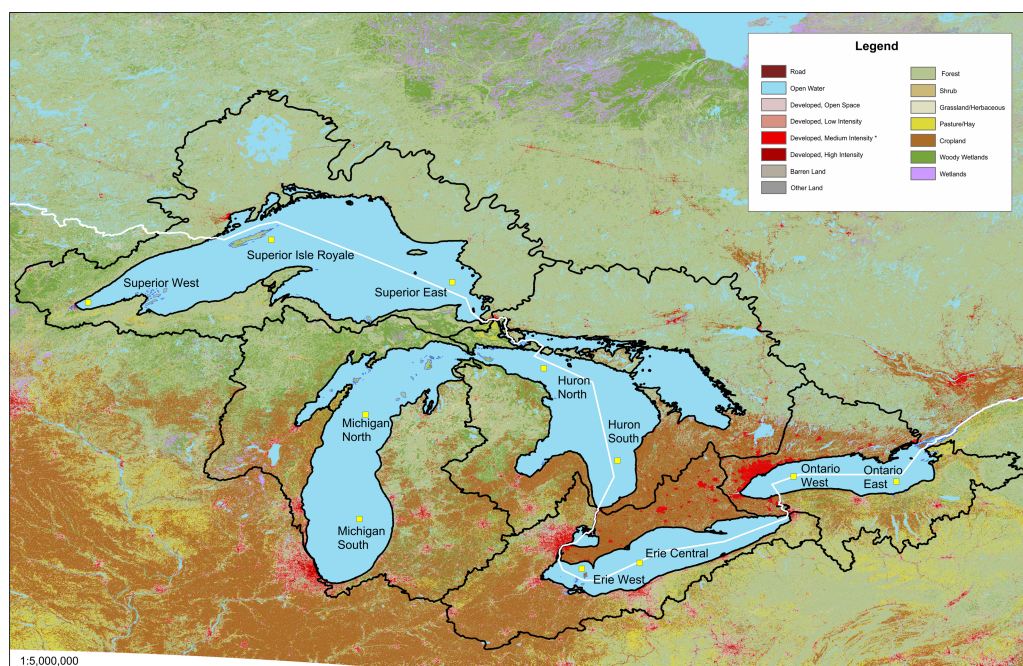 Legend
Road
Open Water
Developed, Open Space
Developed, Low Intensity
Developed, Medium Intensity *
Developed, High Intensity
Barren Land
Other Land
Forest
Shrub
Grassland/Herbaceous
Pasture/Hay
Cropland
Woody Wetlands
Wetlands
Superior Isle Royale
Superior West
Superior East
Huron
North
Michigan
North
Huron
South
Ontario
West
Ontario
East
Michigan
South
Erie Central
Erie West
1:5,000,000